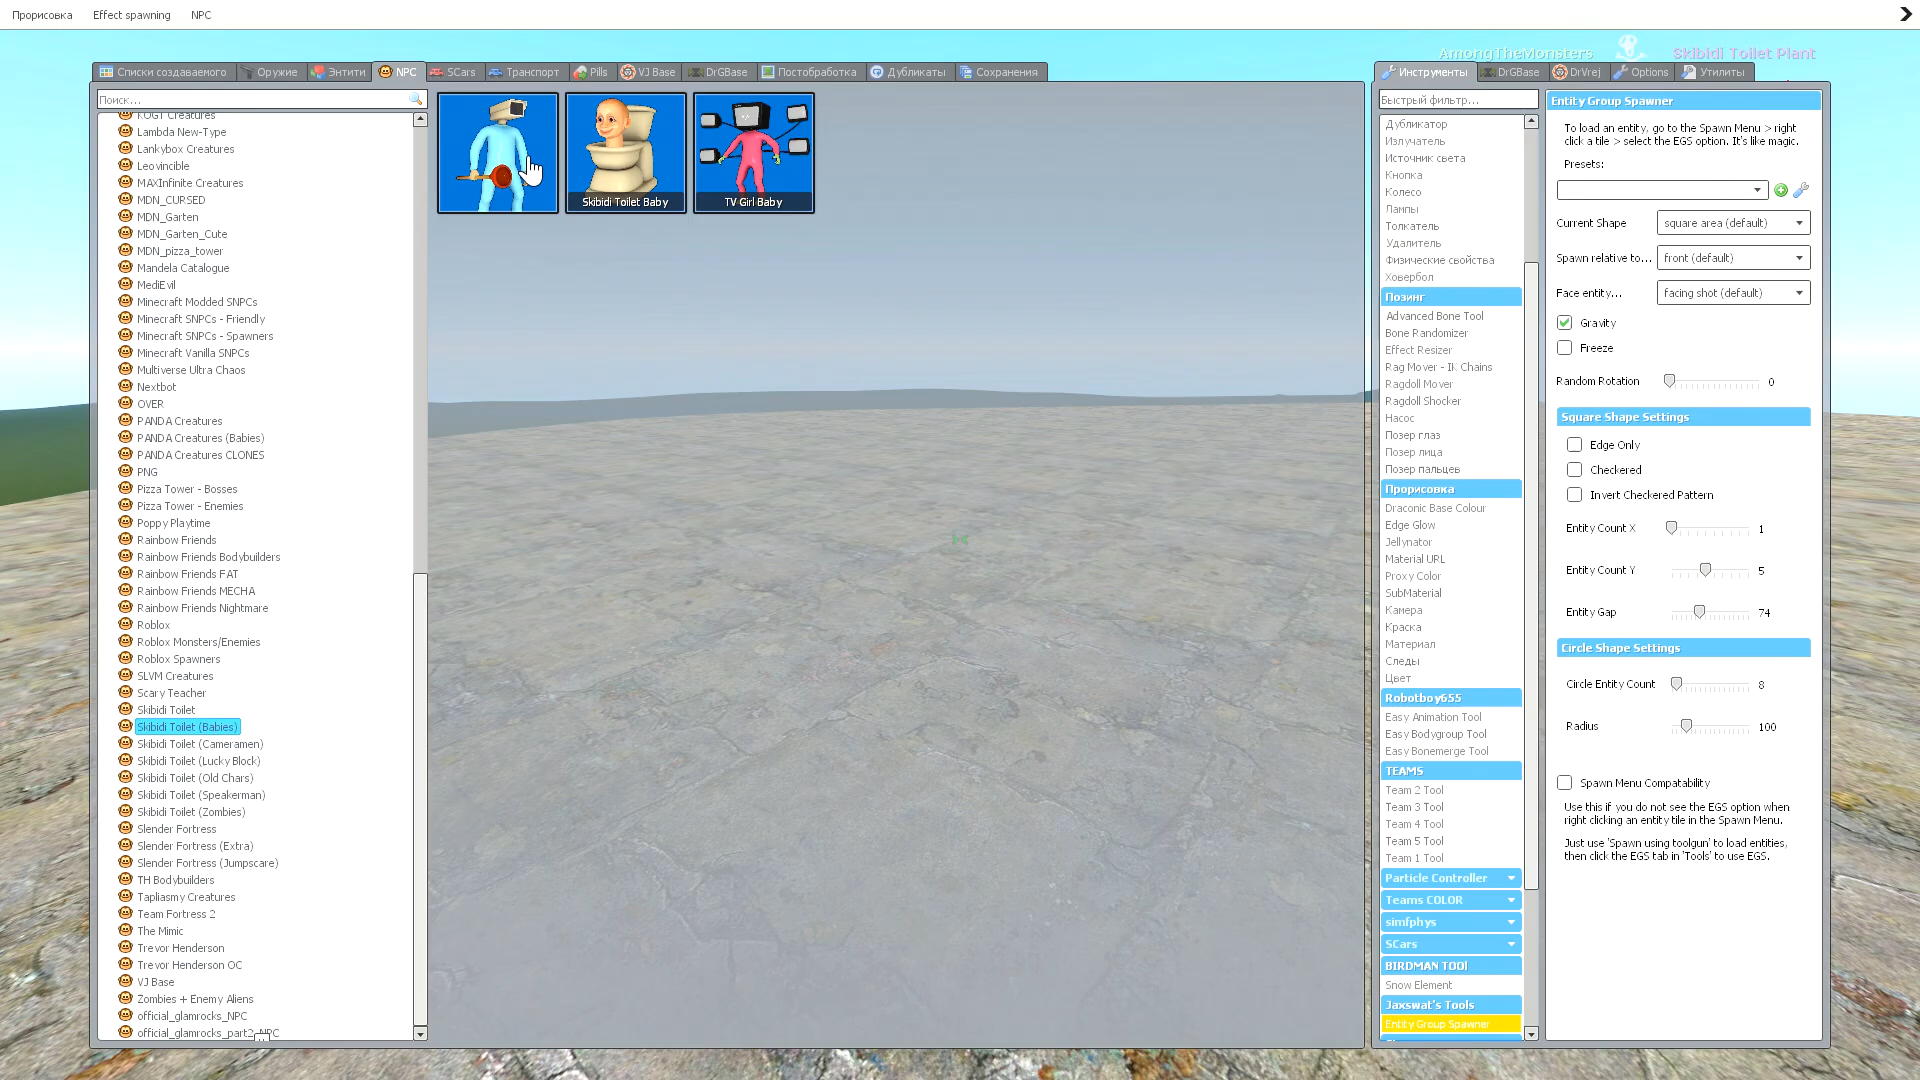 Прорисовка
Effect spawning
NPC
AmongTheMonsters
Skibidi Toilet Plant
Списки создаваемого
Оружие
Энтити
NPC
SCars
Транспорт
Pills
VJ Base
DrGBase
Постобработка
Дубликаты
Сохранения
Инструменты
DrGBase
DrVrej
Options
Утилиты
Поиск...
KOGT Creatures
Lambda New-Type
Lankybox Creatures
Leovincible
MAXInfinite Creatures
MDN_CURSED
MDN_Garten
MDN_Garten_Cute
MDN_pizza_tower
Mandela Catalogue
MediEvil
Minecraft Modded SNPCs
Minecraft SNPCs - Friendly
Minecraft SNPCs - Spawners
Minecraft Vanilla SNPCs
Multiverse Ultra Chaos
Nextbot
OVER
PANDA Creatures
PANDA Creatures (Babies)
PANDA Creatures CLONES
PNG
Pizza Tower - Bosses
Pizza Tower - Enemies
Poppy Playtime
Rainbow Friends
Rainbow Friends Bodybuilders
Rainbow Friends FAT
Rainbow Friends MECHA
Rainbow Friends Nightmare
Roblox
Roblox Monsters/Enemies
Roblox Spawners
SLVM Creatures
Scary Teacher
Skibidi Toilet
Skibidi Toilet (Babies)
Skibidi Toilet (Cameramen)
Skibidi Toilet (Lucky Block)
Skibidi Toilet (Old Chars)
Skibidi Toilet (Speakerman)
Skibidi Toilet (Zombies)
Slender Fortress
Slender Fortress (Extra)
Slender Fortress (Jumpscare)
TH Bodybuilders
Tapliasmy Creatures
Team Fortress 2
The Mimic
Trevor Henderson
Trevor Henderson OC
VJ Base
Zombies + Enemy Aliens
official_glamrocks_NPC
official_glamrocks_part2_NPC
Skibidi Toilet Baby
TV Girl Baby
Быстрый фильтр...
Дубликатор
Излучатель
Источник света
Кнопка
Колесо
Лампы
Толкатель
Удалитель
Физические свойства
Ховербол
Позинг
Advanced Bone Tool
Bone Randomizer
Effect Resizer
Rag Mover - IK Chains
Ragdoll Mover
Ragdoll Shocker
Насос
Позер глаз
Позер лица
Позер пальцев
Прорисовка
Draconic Base Colour
Edge Glow
Jellynator
Material URL
Proxy Color
SubMaterial
Камера
Краска
Материал
Следы
Цвет
Robotboy655
Easy Animation Tool
Easy Bodygroup Tool
Easy Bonemerge Tool
TEAMS
Team 2 Tool
Team 3 Tool
Team 4 Tool
Team 5 Tool
Team 1 Tool
Particle Controller
Teams COLOR
simfphys
SCars
BIRDMAN TOOl
Snow Element
Jaxswat's Tools
Entity Group Spawner
Entity Group Spawner
To load an entity, go to the Spawn Menu > right
click a tile > select the EGS option. It's like magic.
Presets:
Current Shape
square area (default)
Spawn relative to...
front (default)
Face entity...
facing shot (default)
Gravity
Freeze
Random Rotation
0
Square Shape Settings
Edge Only
Checkered
Invert Checkered Pattern
Entity Count X
1
Entity Count Y
5
Entity Gap
74
Circle Shape Settings
Circle Entity Count
8
Radius
100
Spawn Menu Compatability
Use this if you do not see the EGS option when
right clicking an entity tile in the Spawn Menu.
Just use 'Spawn using toolgun' to load entities,
then click the EGS tab in 'Tools' to use EGS.